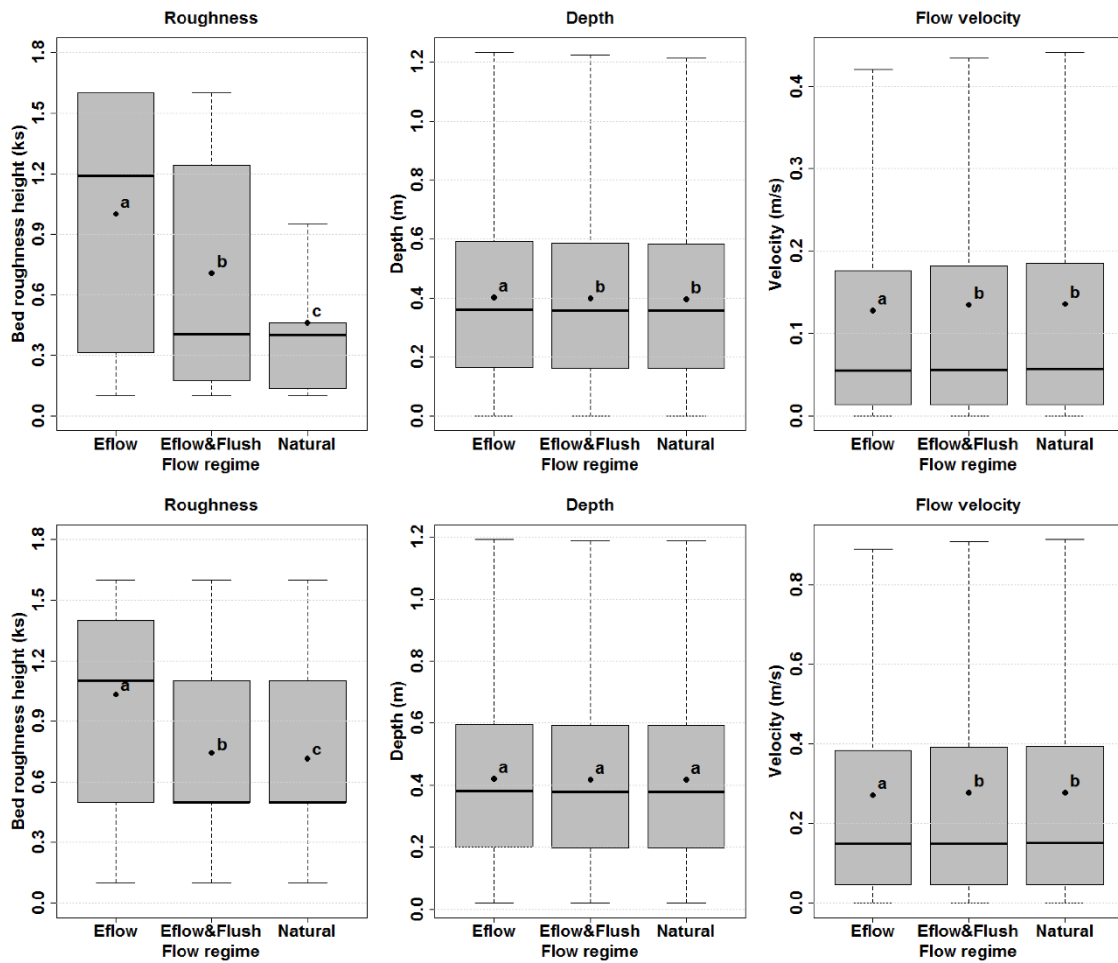 Roughness
Bed roughness height (ks)
1.8
1.5
1.2
0.9
0.6
0.3
0.0
a
b
c
Eflow Eflow&Flush Natural
Flow regime
Depth
Depth (m)
1.2
1.0
0.8
0.6
0.4
0.2
0.0
a
b
b
Eflow Eflow&Flush Natural
Flow regime
Flow velocity
Velocity (m/s)
0.4
0.3
0.2
0.1
0.0
a
b
b
Eflow Eflow&Flush Natural
Flow regime
Roughness
Bed roughness height (ks)
1.8
1.5
1.2
0.9
0.6
0.3
0.0
a
b
c
Eflow Eflow&Flush Natural
Flow regime
Depth
Depth (m)
1.2
1.0
0.8
0.6
0.4
0.2
0.0
a
a
a
Eflow Eflow&Flush Natural
Flow regime
Flow velocity
Velocity (m/s)
0.8
0.6
0.4
0.2
0.0
a
b
b
Eflow Eflow&Flush Natural
Flow regime